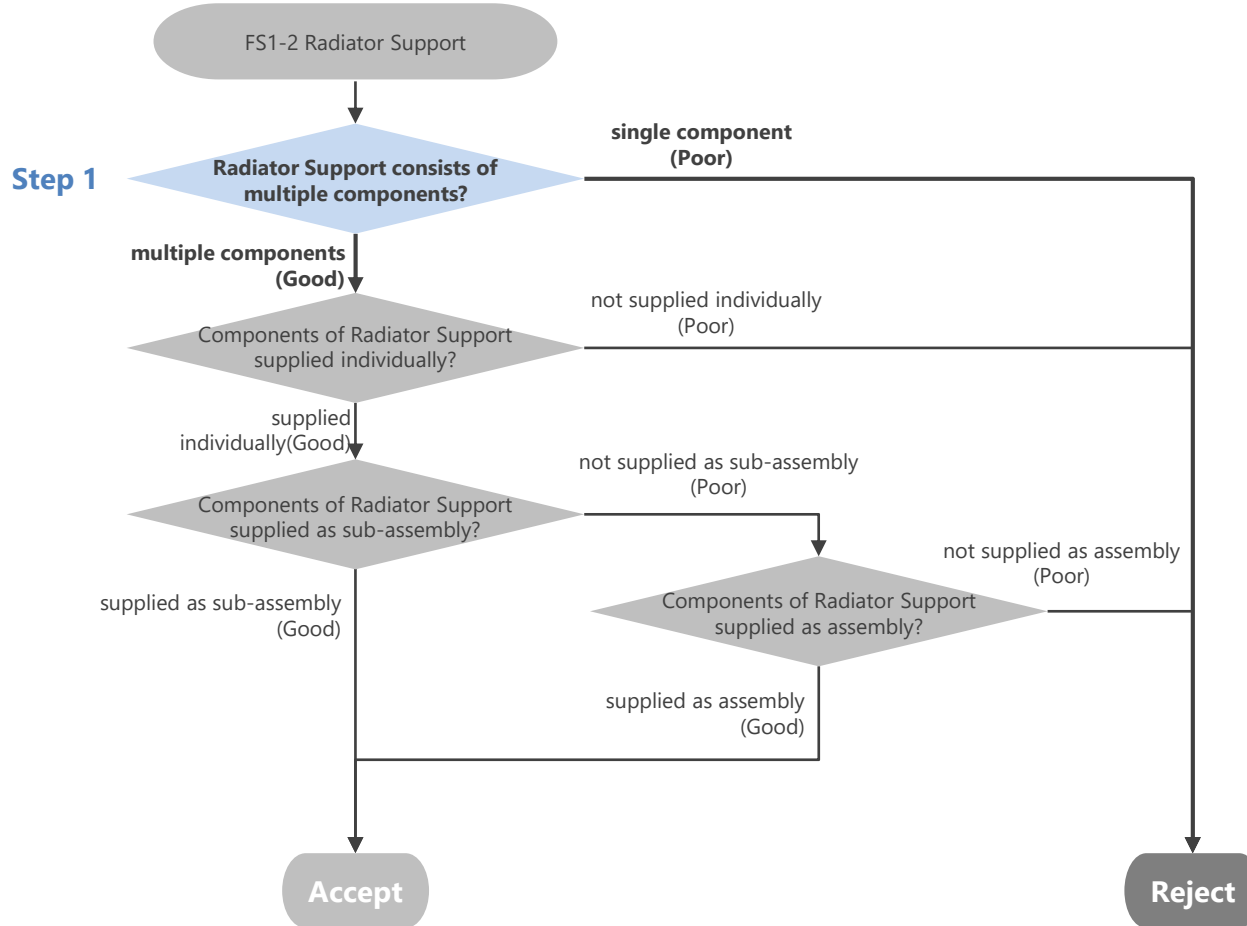 FS1-2 Radiator Support
single component
(Poor)
Step 1
Radiator Support consists of
multiple components?
multiple components
(Good)
not supplied individually
(Poor)
Components of Radiator Support
supplied individually?
supplied
individually(Good)
not supplied as sub-assembly
(Poor)
Components of Radiator Support
supplied as sub-assembly?
not supplied as assembly
(Poor)
supplied as sub-assembly
(Good)
Components of Radiator Support
supplied as assembly?
supplied as assembly
(Good)
Accept
Reject